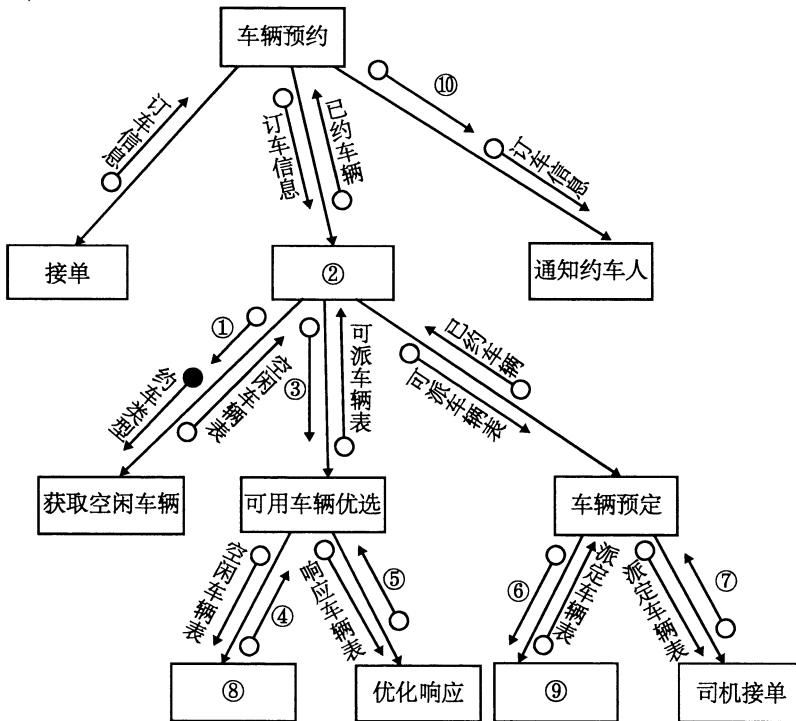 车辆预约
⑩
订车信息
订车信息
已约车辆
订车信息
接单
②
通知约车人
①
约车类型
空闲车辆表
③
可派车辆表
已约车辆
可派车辆表
获取空闲车辆
可用车辆优选
车辆预定
空闲车辆表
④
响应车辆表
⑤
⑥
派定车辆表
派定车辆表
⑦
⑧
优化响应
⑨
司机接单